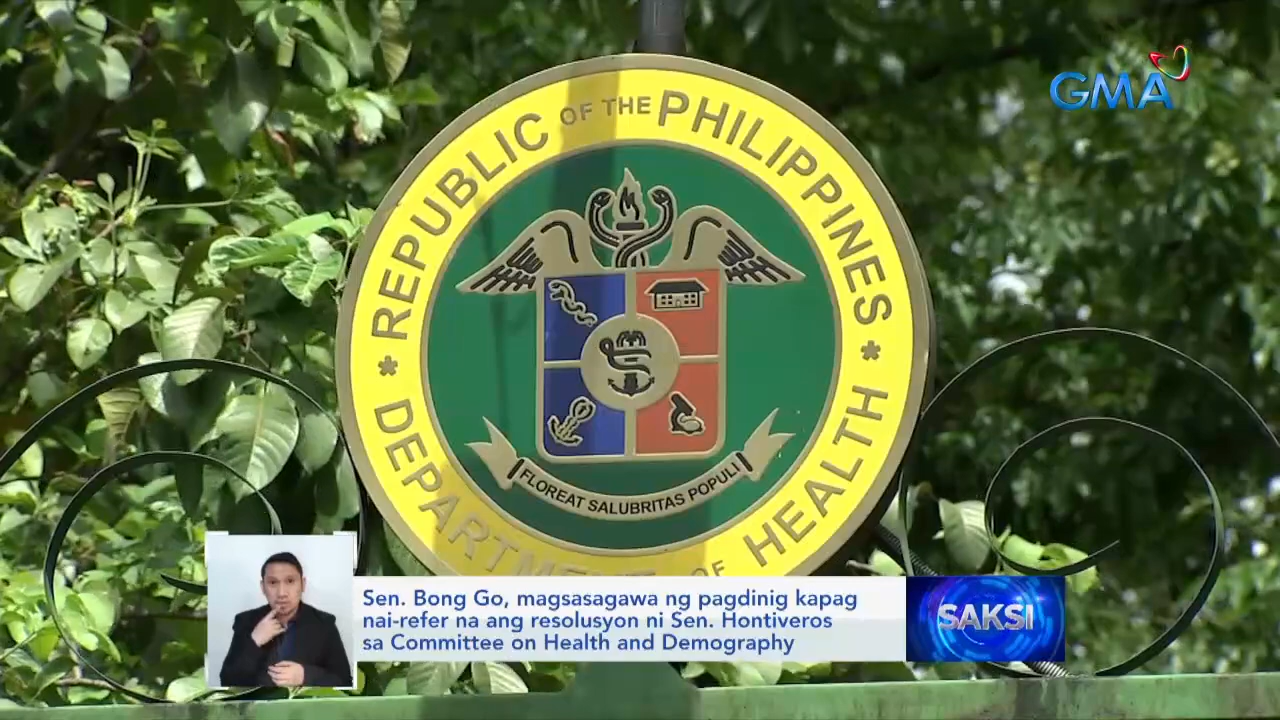 GMA
REPUBLIC OF THE PHILIPPINES
* DEPARTMENT OF HEALTH *
FLOREAT SALUBRITAS POPULI
Sen. Bong Go, magsasagawa ng pagdinig kapag
nai-refer na ang resolusyon ni Sen. Hontiveros
sa Committee on Health and Demography
SAKSI